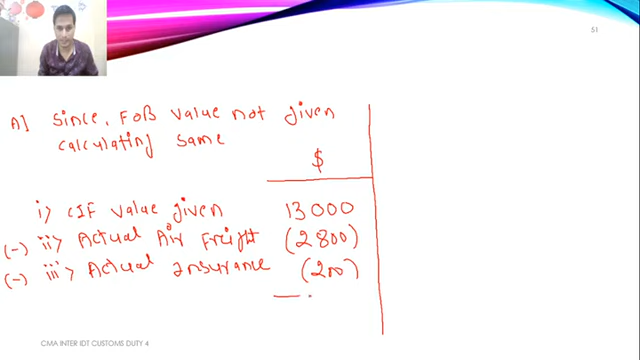 51
A] Since, FOB value not given
calculating same
$
i> CIF value given 13000
(-) ii> Actual Air Freight (2800)
(-) iii> Actual Insurance (200)
CMA INTER IDT CUSTOMS DUTY 4